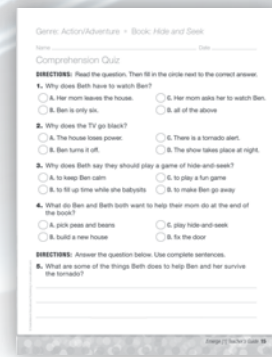 Genre: Action/Adventure • Book: Hide and Seek
Name Date
Comprehension Quiz
DIRECTIONS: Read the question. Then fill in the circle next to the correct answer.
1. Why does Beth have to watch Ben?
A. Her mom leaves the house. C. Her mom asks her to watch Ben.
B. Ben is only six. D. all of the above
2. Why does the TV go black?
A. The house loses power. C. There is a tornado alert.
B. Ben turns it off. D. The show takes place at night.
3. Why does Beth say they should play a game of hide-and-seek?
A. to keep Ben calm C. to play a fun game
B. to fill up time while she babysits D. to make Ben go away
4. What do Ben and Beth both want to help their mom do at the end of
the book?
A. pick peas and beans C. play hide-and-seek
B. build a new house D. fix the door
DIRECTIONS: Answer the question below. Use complete sentences.
5. What are some of the things Beth does to help Ben and her survive
the tornado?
Teacher's Guide